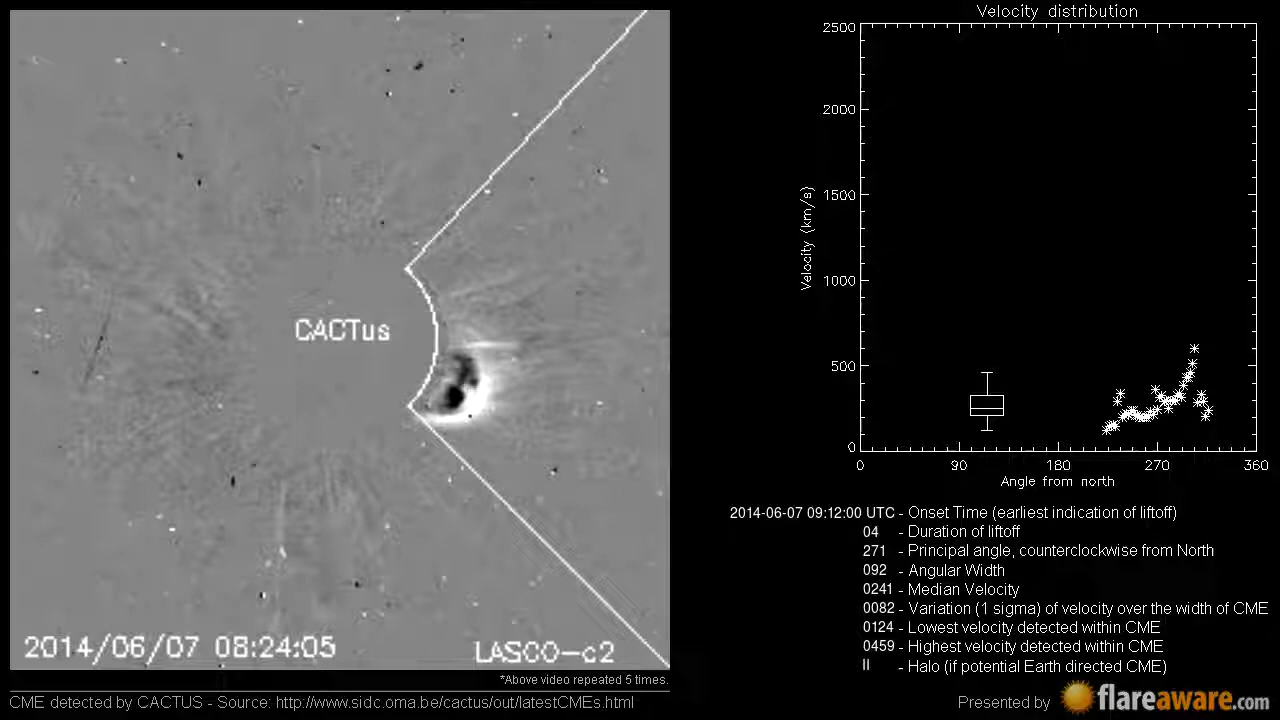 Velocity distribution
2500
2000
1500
1000
500
0
Velocity (km/s)
0 90 180 270 360
Angle from north
CACTus
2014/06/07 08:24:05 LASCO-c2
*Above video repeated 5 times.
2014-06-07 09:12:00 UTC - Onset Time (earliest indication of liftoff)
04 - Duration of liftoff
271 - Principal angle, counterclockwise from North
092 - Angular Width
0241 - Median Velocity
0082 - Variation (1 sigma) of velocity over the width of CME
0124 - Lowest velocity detected within CME
0459 - Highest velocity detected within CME
II - Halo (if potential Earth directed CME)
CME detected by CACTUS - Source: http://www.sidc.oma.be/cactus/out/latestCMEs.html
Presented by flareaware.com